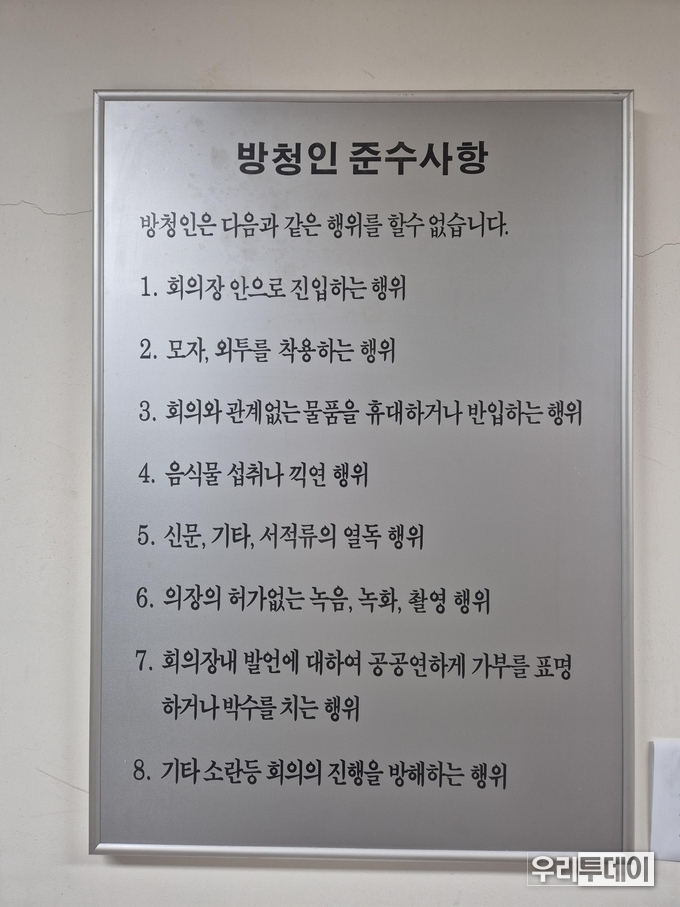 방청인 준수사항
방청인은 다음과 같은 행위를 할수 없습니다.
1. 회의장 안으로 진입하는 행위
2. 모자, 외투를 착용하는 행위
3. 회의와 관계없는 물품을 휴대하거나 반입하는 행위
4. 음식물 섭취나 끽연 행위
5. 신문, 기타, 서적류의 열독 행위
6. 의장의 허가없는 녹음, 녹화, 촬영 행위
7. 회의장내 발언에 대하여 공공연하게 가부를 표명
하거나 박수를 치는 행위
8. 기타 소란등 회의의 진행을 방해하는 행위
우리투데이